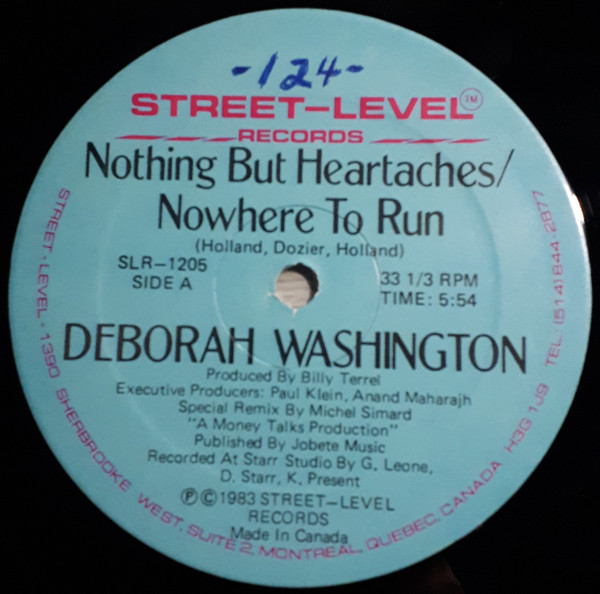 -124-
STREET-LEVEL TM
RECORDS
Nothing But Heartaches/
Nowhere To Run
(Holland, Dozier, Holland)
SLR-1205
SIDE A
33 1/3 RPM
TIME: 5:54
DEBORAH WASHINGTON
Produced By Billy Terrel
Executive Producers: Paul Klein, Anand Maharajh
Special Remix By Michel Simard
"A Money Talks Production"
Published By Jobete Music
Recorded At Starr Studio By G. Leone,
D. Starr, K. Present
Ⓟ©1983 STREET-LEVEL
RECORDS
Made In Canada
STREET-LEVEL · 1390 SHERBROOKE WEST, SUITE 2, MONTREAL, QUEBEC, CANADA H3G 1J9 TEL. (514) 844-2877